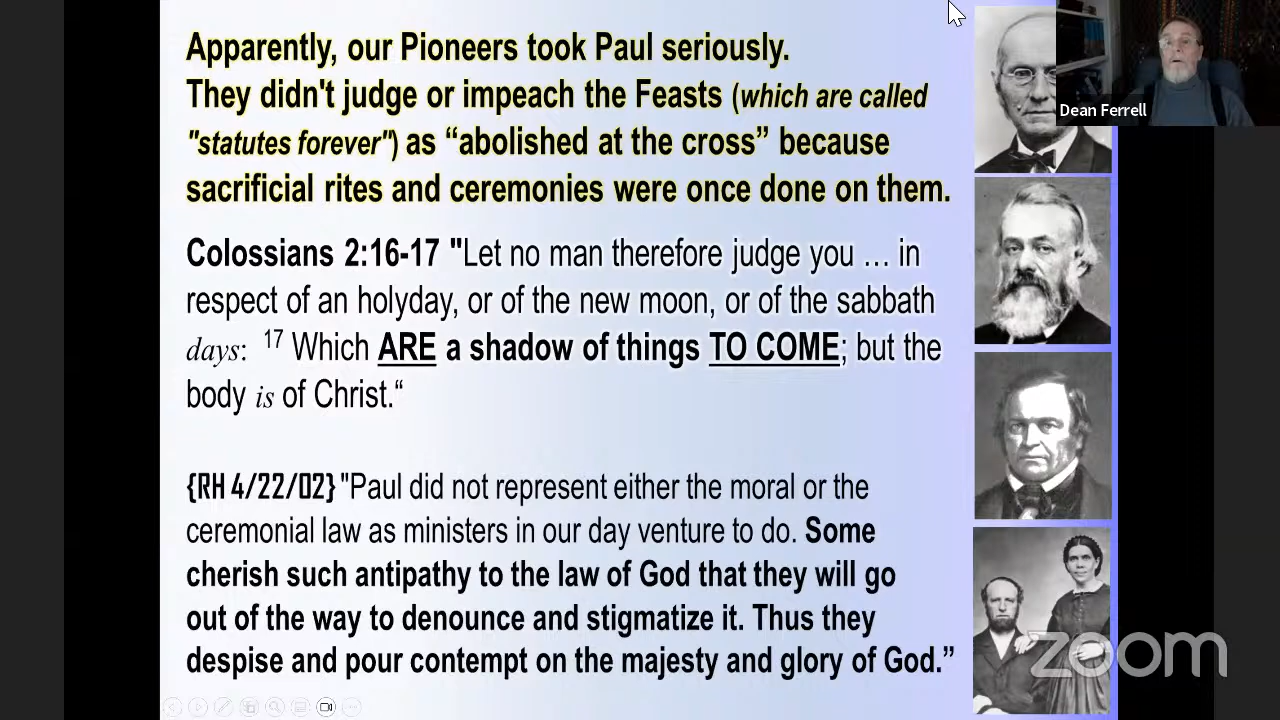 Apparently, our Pioneers took Paul seriously.
They didn't judge or impeach the Feasts (which are called
"statutes forever") as “abolished at the cross” because
sacrificial rites and ceremonies were once done on them.
Colossians 2:16-17 "Let no man therefore judge you … in
respect of an holyday, or of the new moon, or of the sabbath
days: 17 Which ARE a shadow of things TO COME; but the
body is of Christ.“
{RH 4/22/02} "Paul did not represent either the moral or the
ceremonial law as ministers in our day venture to do. Some
cherish such antipathy to the law of God that they will go
out of the way to denounce and stigmatize it. Thus they
despise and pour contempt on the majesty and glory of God.”
Dean Ferrell
zoom